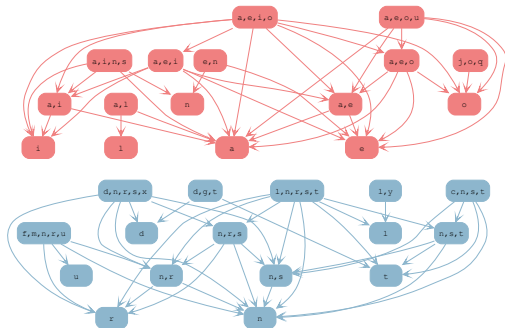 a,e,i,o
a,e,o,u
a,i,n,s
a,e,i
e,n
a,e,o
j,o,q
a,i
a,l
n
a,e
o
i
l
a
e
d,n,r,s,x
d,g,t
l,n,r,s,t
l,y
c,n,s,t
f,m,n,r,u
d
n,r,s
l
n,s,t
u
n,r
n,s
t
r
n